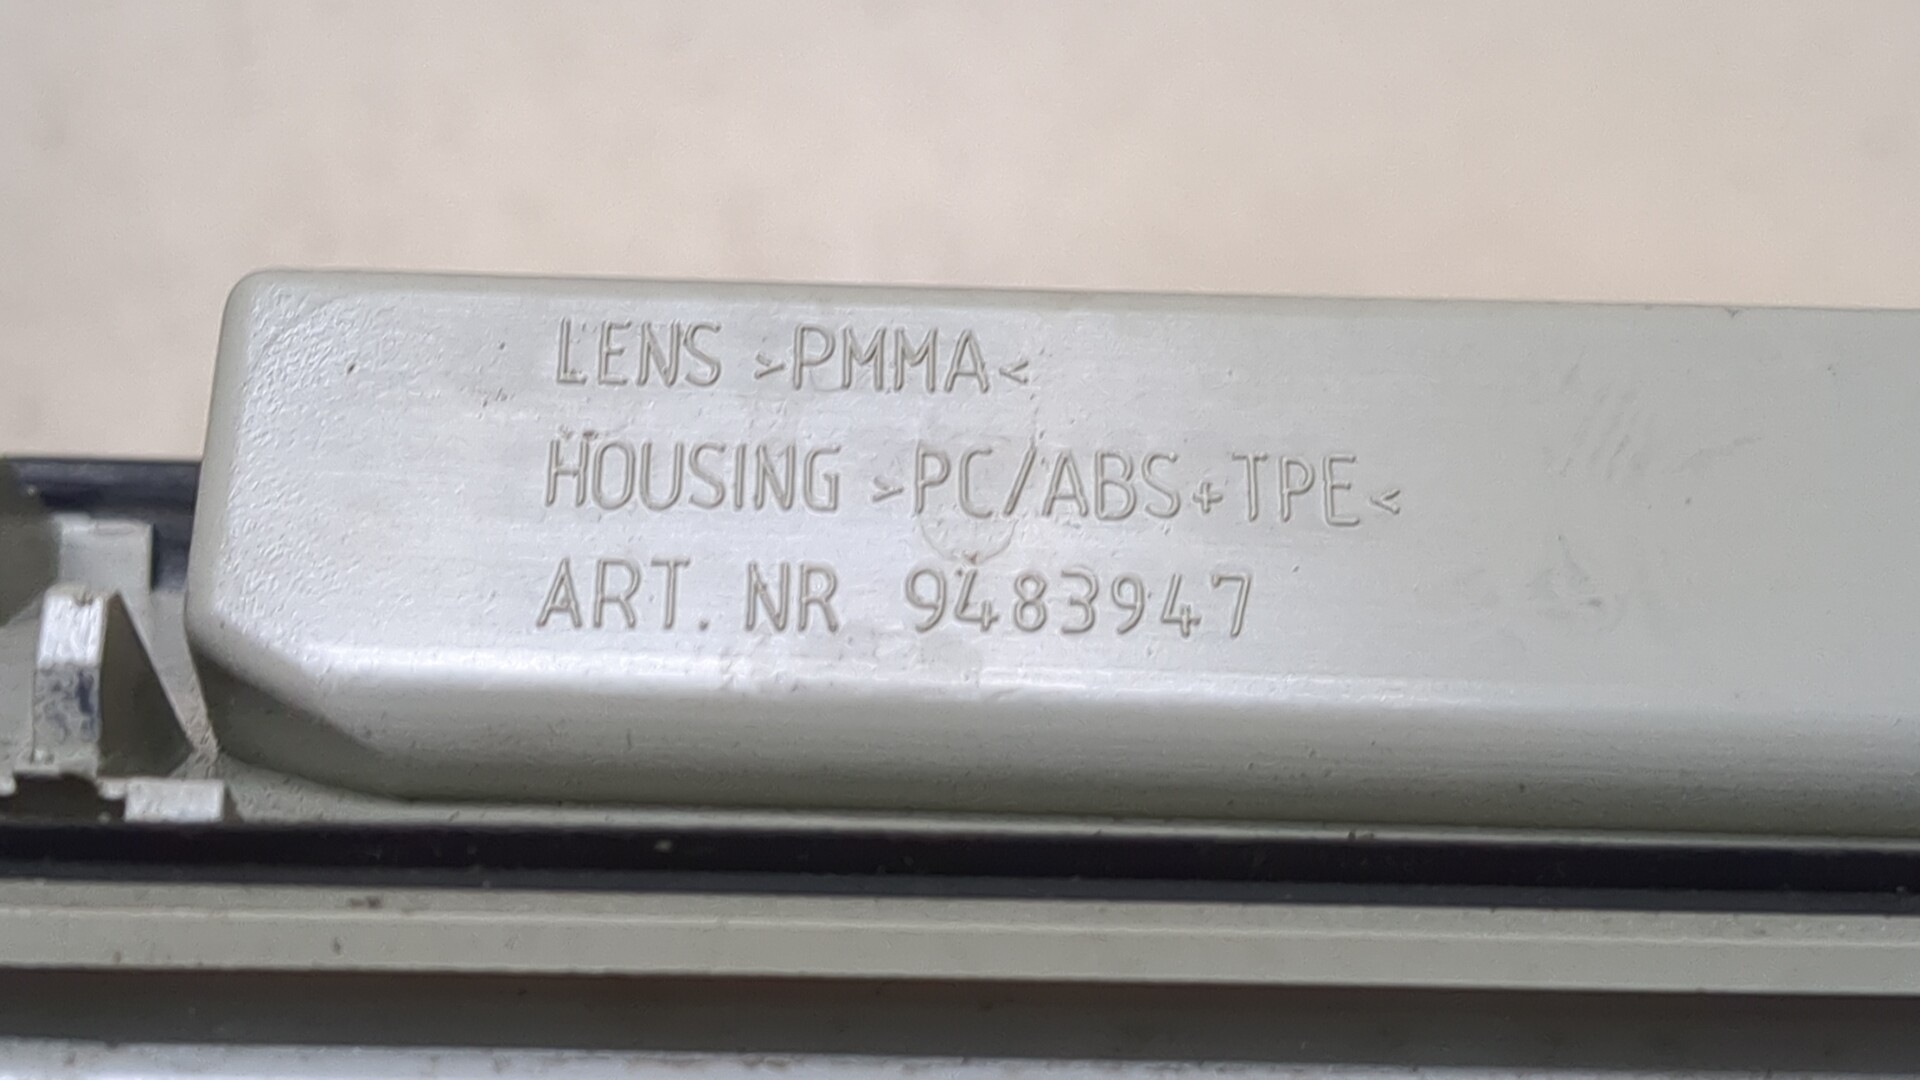 LENS >PMMA<
HOUSING >PC/ABS+TPE<
ART. NR 9483947